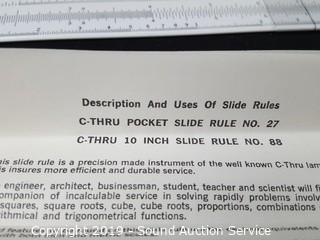 Description And Uses Of Slide Rules
C-THRU POCKET SLIDE RULE NO. 27
C-THRU 10 INCH SLIDE RULE NO. 88
his slide rule is a precision made instrument of the well known C-Thru lam
is insures more efficient and durable service.
e engineer, architect, businessman, student, teacher and scientist will fi
ompanion of incalculable service in solving rapidly problems involv
squares, square roots, cube, cube roots, proportions, combinations
ithmical and trigonometrical functions.
Copyright 2019 - Sound Auction Service